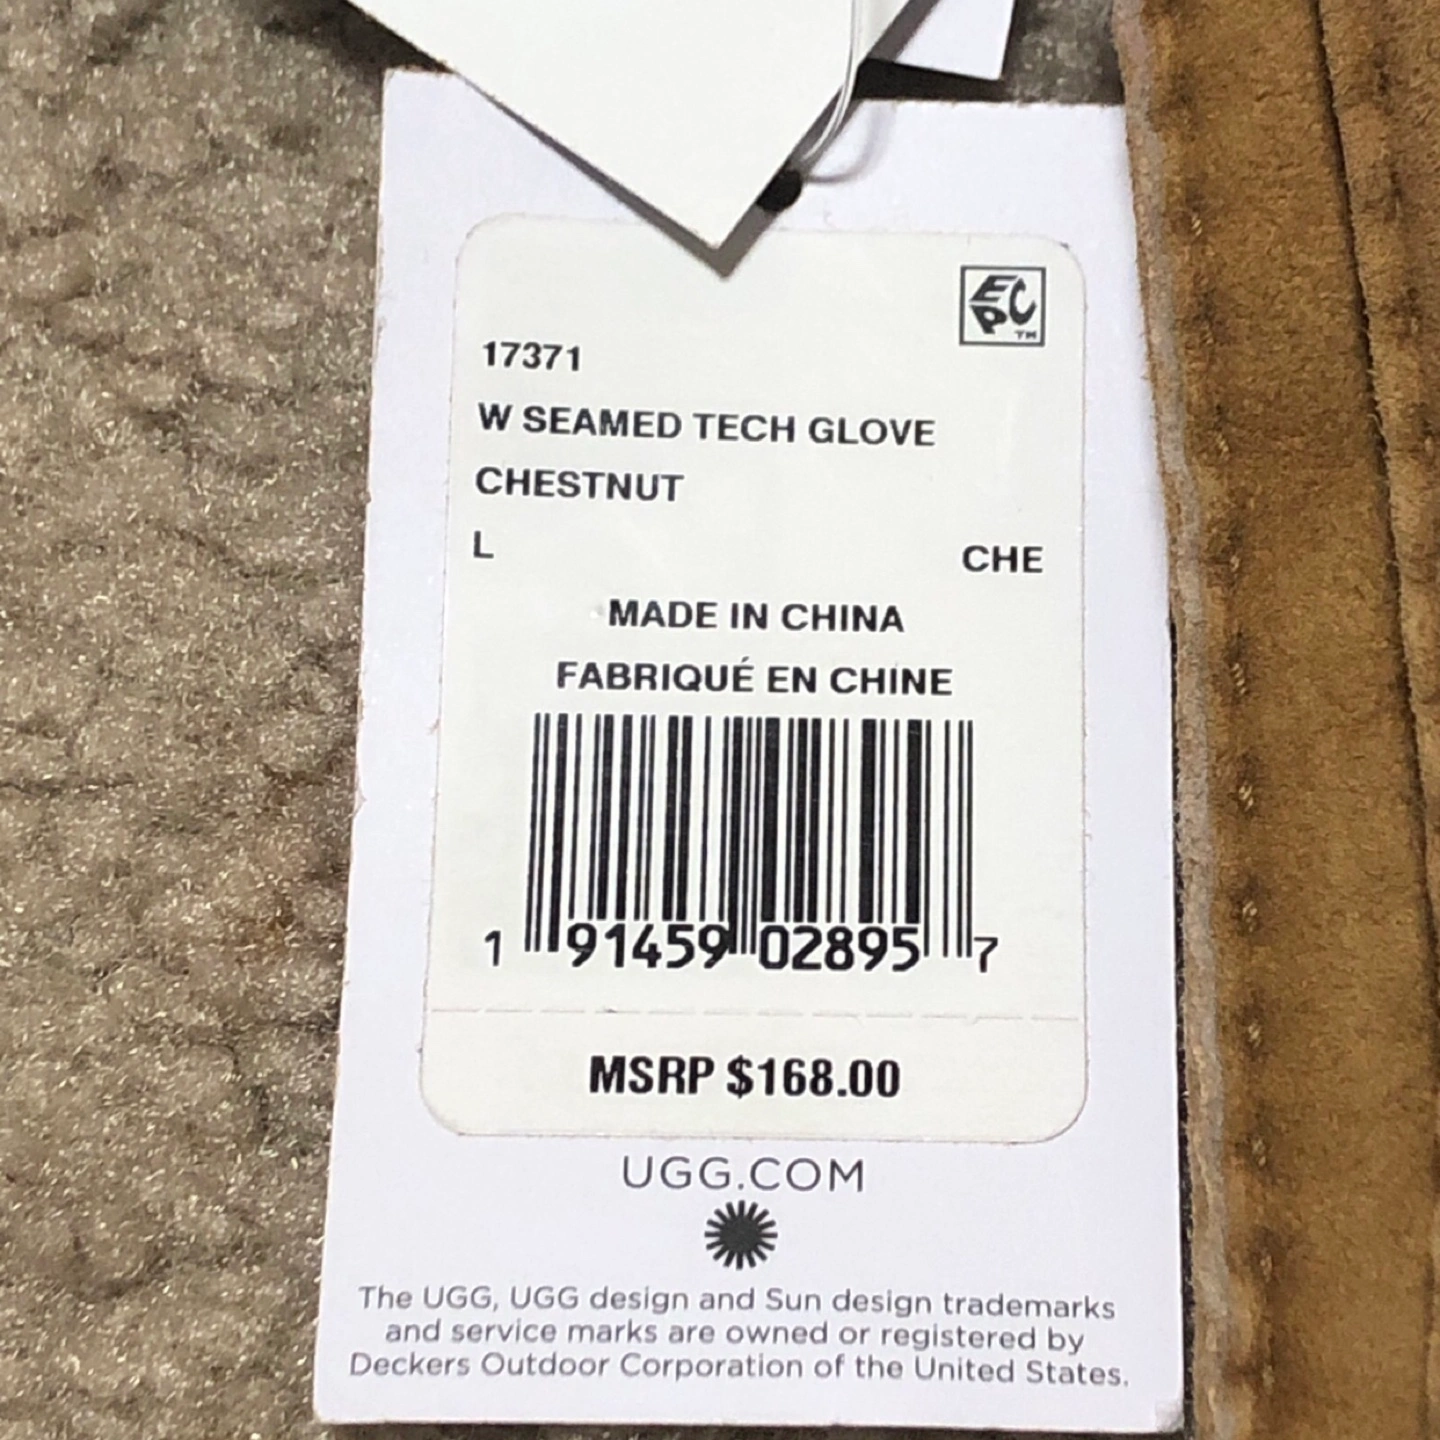 EPC™
17371
W SEAMED TECH GLOVE
CHESTNUT
L CHE
MADE IN CHINA
FABRIQUÉ EN CHINE
1 91459 02895 7
MSRP $168.00
UGG.COM
The UGG, UGG design and Sun design trademarks
and service marks are owned or registered by
Deckers Outdoor Corporation of the United States.